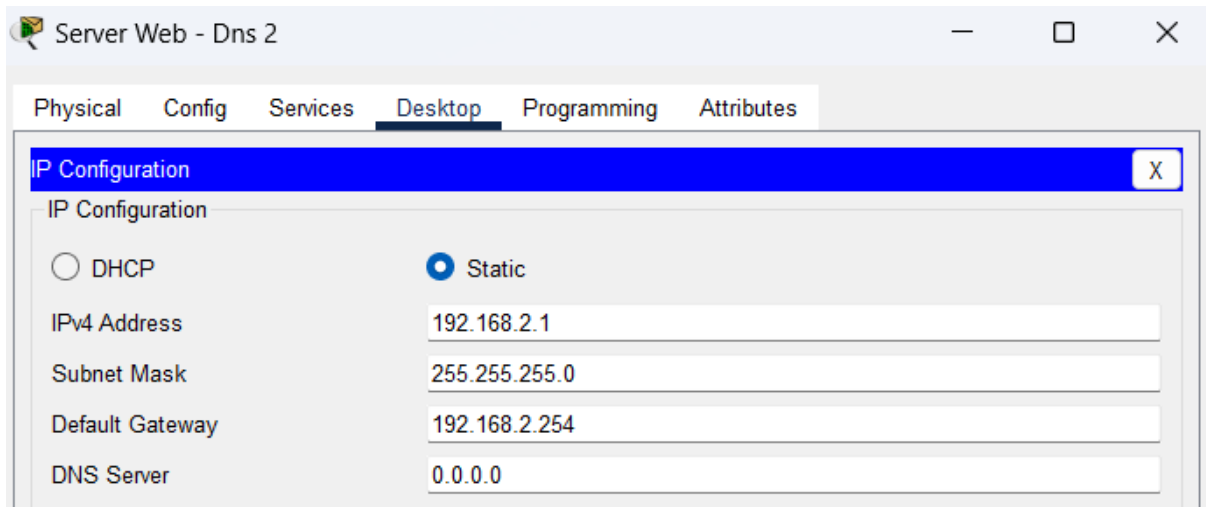 Server Web - Dns 2
Physical Config Services Desktop Programming Attributes
IP Configuration X
IP Configuration
DHCP Static
IPv4 Address 192.168.2.1
Subnet Mask 255.255.255.0
Default Gateway 192.168.2.254
DNS Server 0.0.0.0